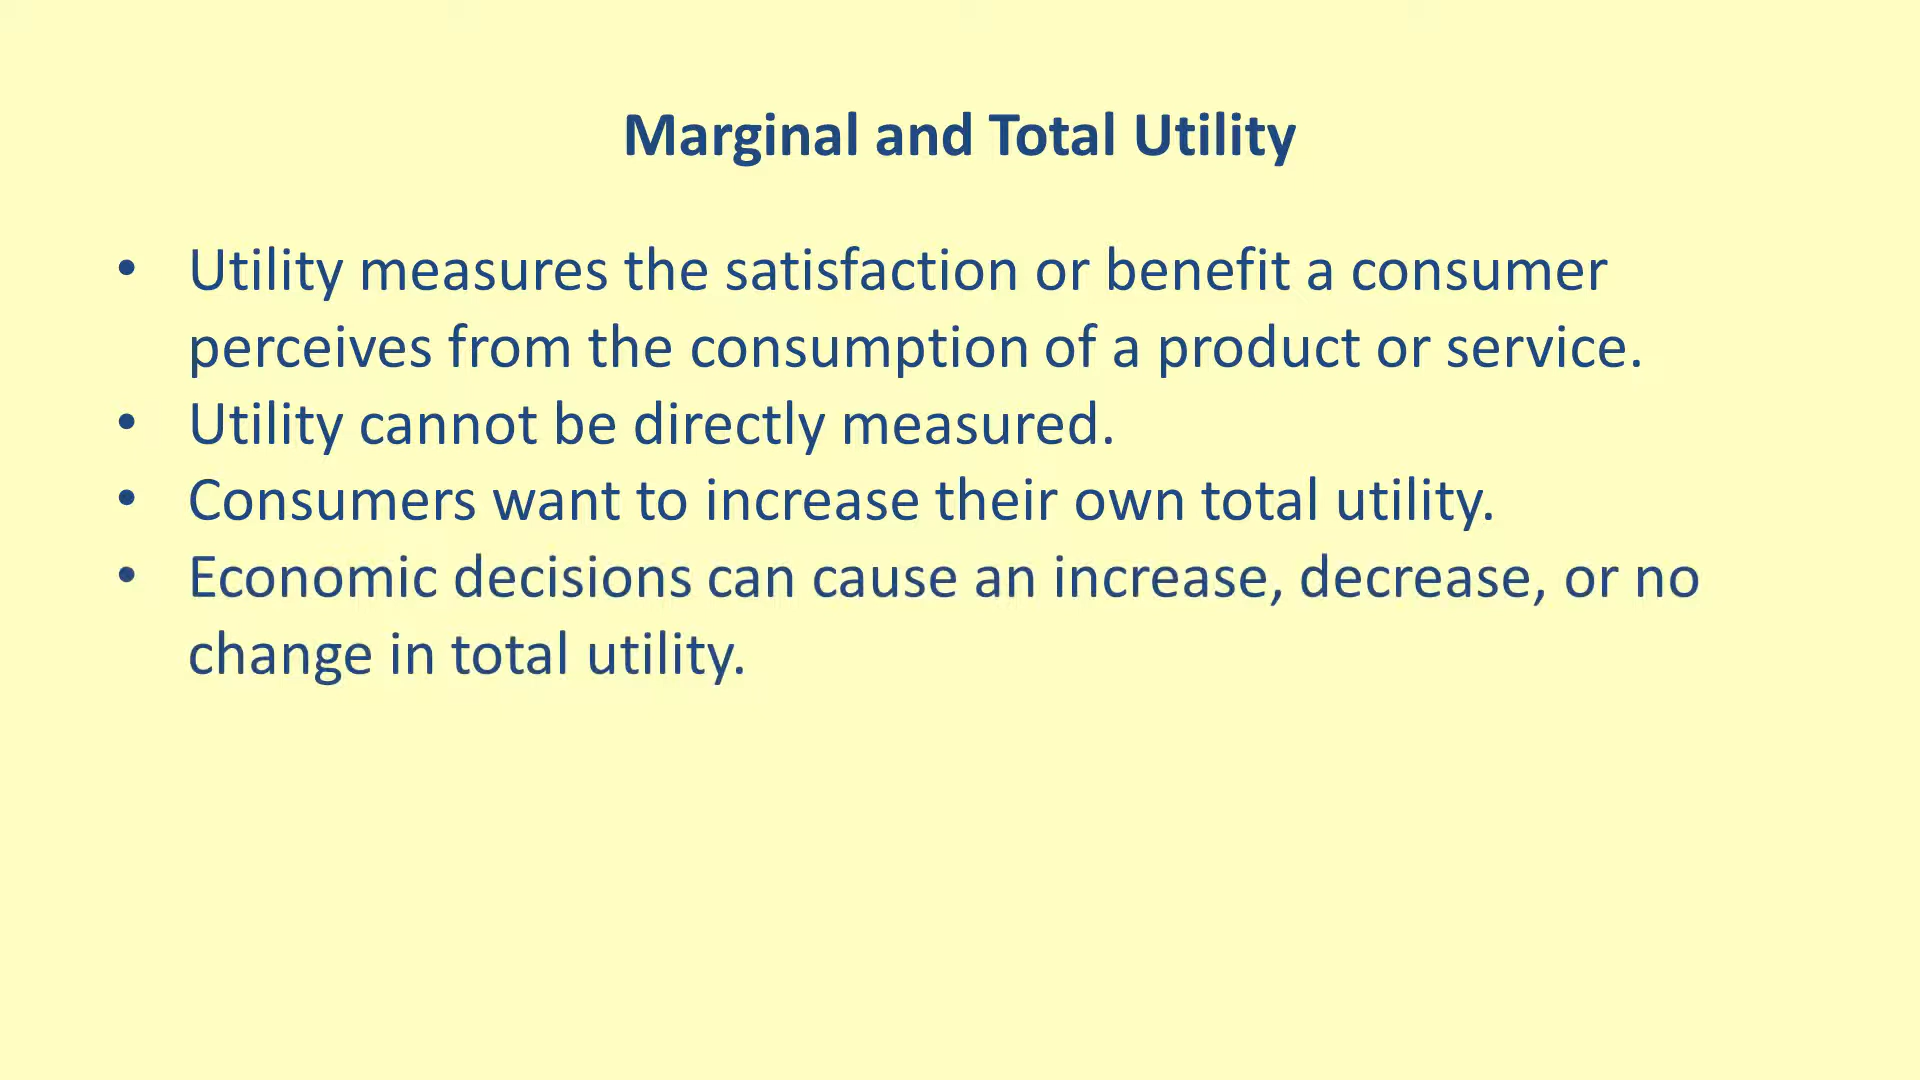 Marginal and Total Utility
• Utility measures the satisfaction or benefit a consumer
perceives from the consumption of a product or service.
• Utility cannot be directly measured.
• Consumers want to increase their own total utility.
• Economic decisions can cause an increase, decrease, or no
change in total utility.